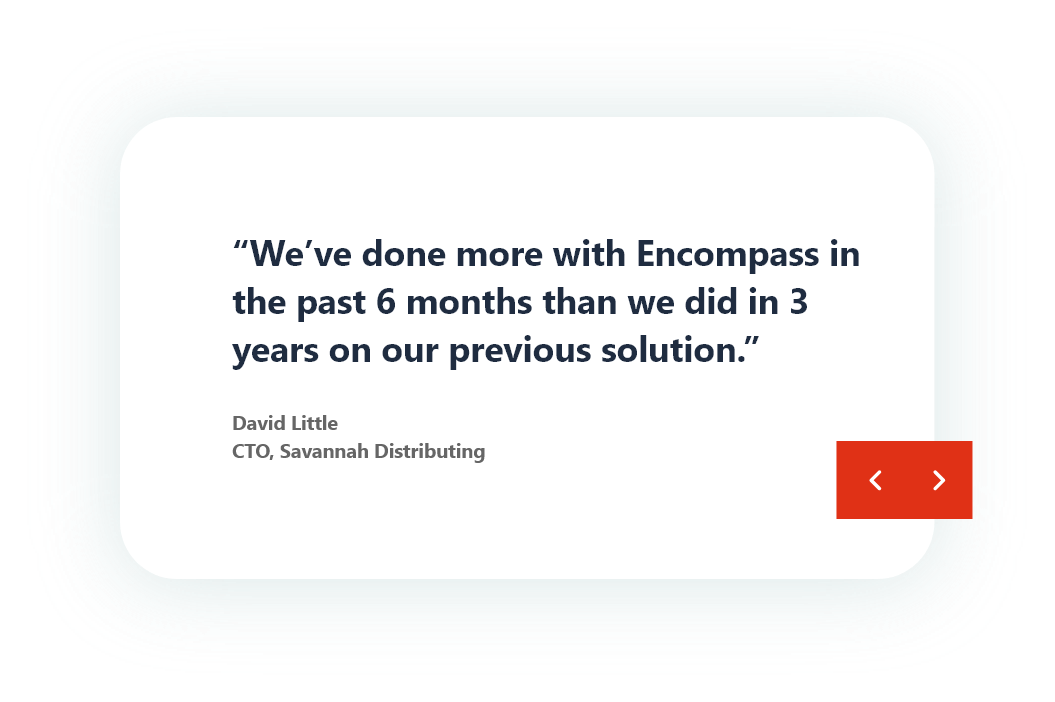 “We’ve done more with Encompass in
the past 6 months than we did in 3
years on our previous solution.”
David Little
CTO, Savannah Distributing